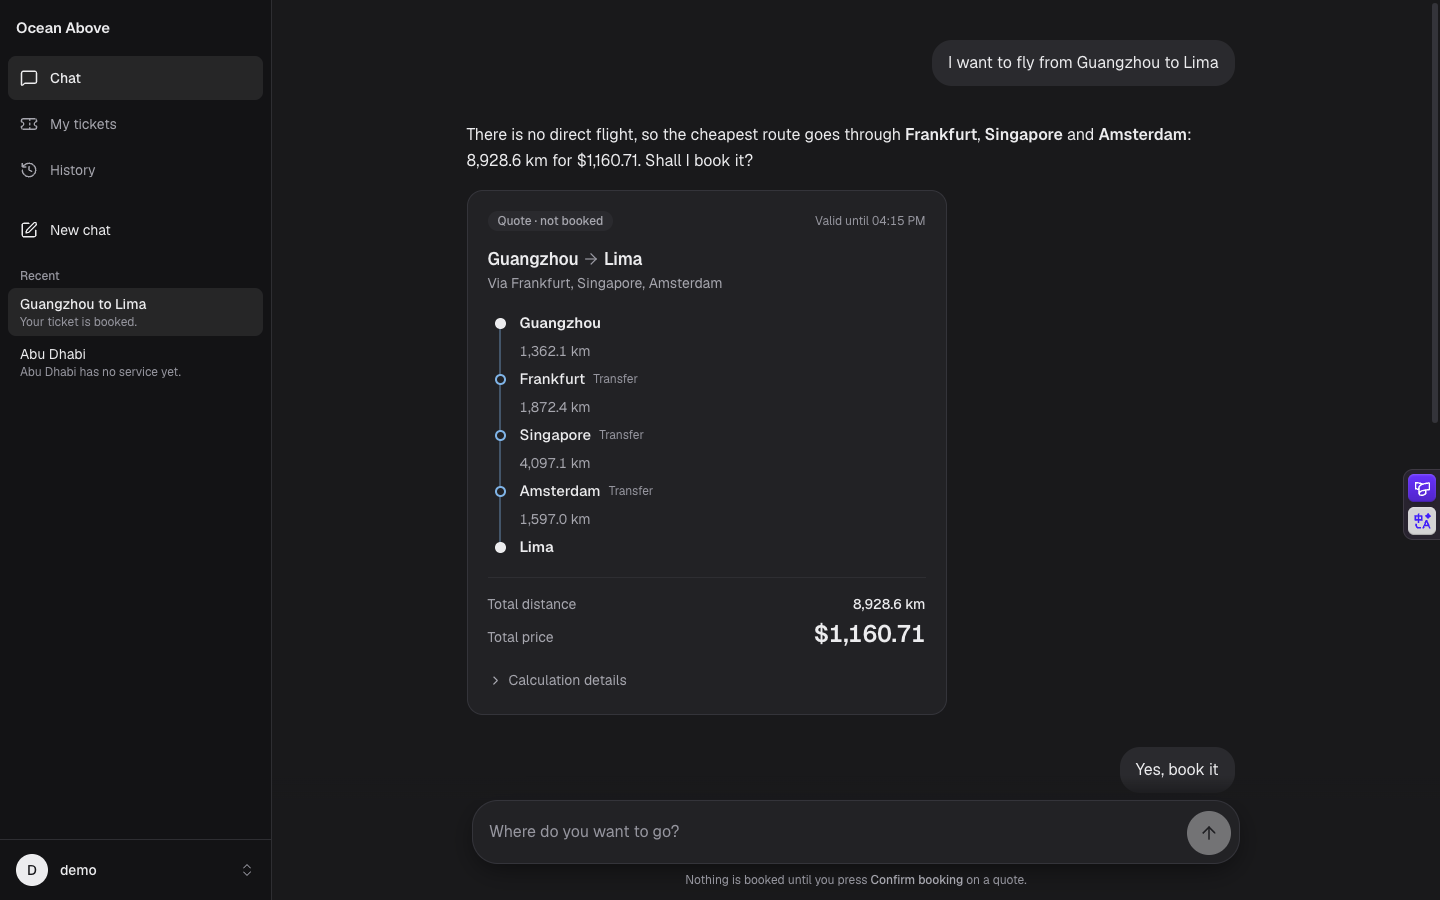 Ocean Above
Chat
My tickets
History
New chat
Recent
Guangzhou to Lima
Your ticket is booked.
Abu Dhabi
Abu Dhabi has no service yet.
D
demo
I want to fly from Guangzhou to Lima
There is no direct flight, so the cheapest route goes through Frankfurt, Singapore and Amsterdam:
8,928.6 km for $1,160.71. Shall I book it?
Quote · not booked
Valid until 04:15 PM
Guangzhou → Lima
Via Frankfurt, Singapore, Amsterdam
Guangzhou
1,362.1 km
Frankfurt Transfer
1,872.4 km
Singapore Transfer
4,097.1 km
Amsterdam Transfer
1,597.0 km
Lima
Total distance 8,928.6 km
Total price $1,160.71
Calculation details
Yes, book it
Where do you want to go?
Nothing is booked until you press Confirm booking on a quote.
中A